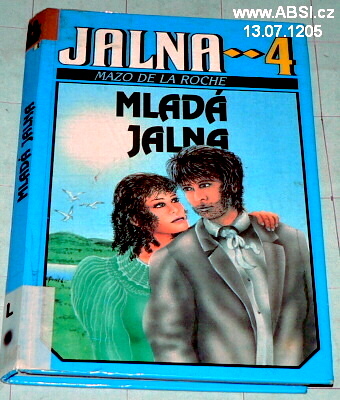 www.ABSI.cz
13.07.1205
JALNA 4
MAZO DE LA ROCHE
MLADÁ
JALNA
MLADÁ JALNA
L